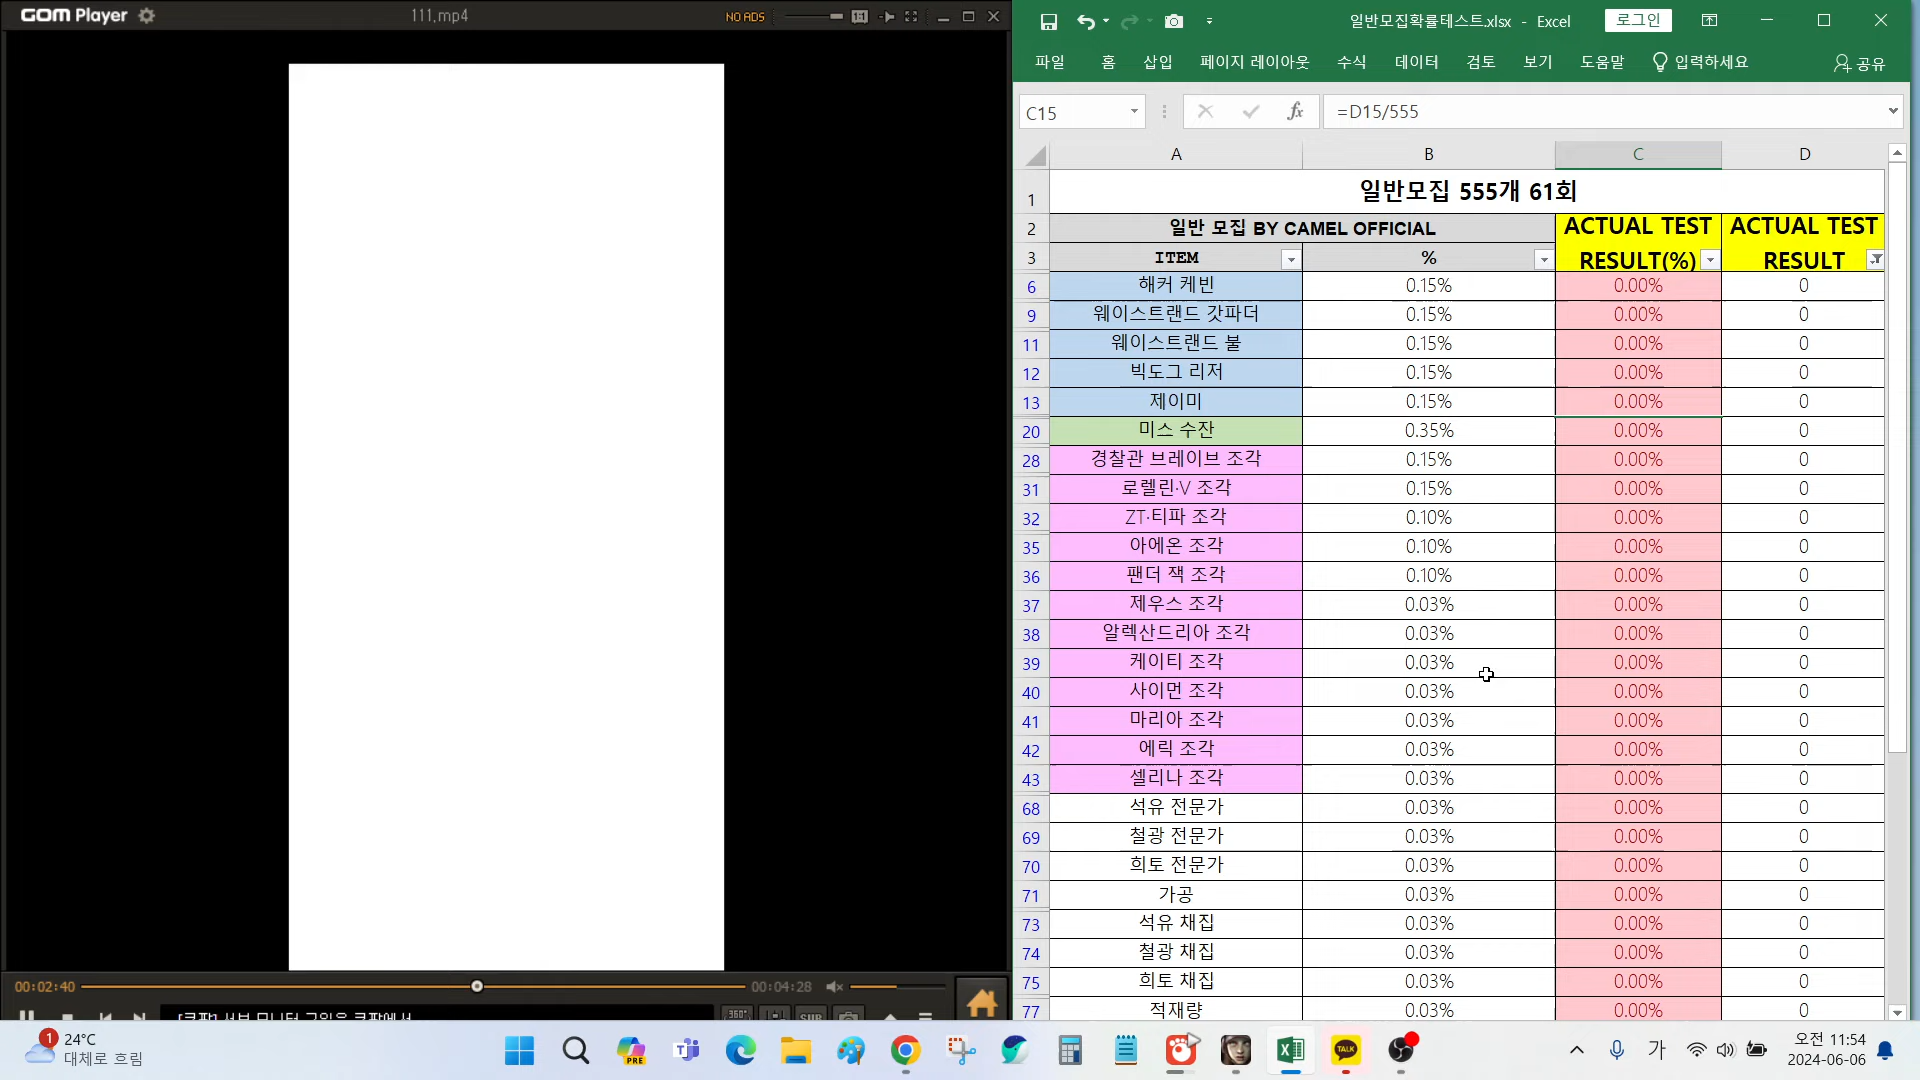 GOM Player
111.mp4
NO ADS
00:02:40
00:04:28
360°
SUB
일반모집확률테스트.xlsx - Excel
로그인
파일 홈 삽입 페이지 레이아웃 수식 데이터 검토 보기 도움말 입력하세요 공유
C15
fx
=D15/555
A B C D
1 일반모집 555개 61회
2 일반 모집 BY CAMEL OFFICIAL ACTUAL TEST ACTUAL TEST
3 ITEM % RESULT(%) RESULT
6 해커 케빈 0.15% 0.00% 0
9 웨이스트랜드 갓파더 0.15% 0.00% 0
11 웨이스트랜드 불 0.15% 0.00% 0
12 빅도그 리저 0.15% 0.00% 0
13 제이미 0.15% 0.00% 0
20 미스 수잔 0.35% 0.00% 0
28 경찰관 브레이브 조각 0.15% 0.00% 0
31 로렐린·V 조각 0.15% 0.00% 0
32 ZT·티파 조각 0.10% 0.00% 0
35 아에온 조각 0.10% 0.00% 0
36 팬더 잭 조각 0.10% 0.00% 0
37 제우스 조각 0.03% 0.00% 0
38 알렉산드리아 조각 0.03% 0.00% 0
39 케이티 조각 0.03% 0.00% 0
40 사이먼 조각 0.03% 0.00% 0
41 마리아 조각 0.03% 0.00% 0
42 에릭 조각 0.03% 0.00% 0
43 셀리나 조각 0.03% 0.00% 0
68 석유 전문가 0.03% 0.00% 0
69 철광 전문가 0.03% 0.00% 0
70 희토 전문가 0.03% 0.00% 0
71 가공 0.03% 0.00% 0
73 석유 채집 0.03% 0.00% 0
74 철광 채집 0.03% 0.00% 0
75 희토 채집 0.03% 0.00% 0
77 적재량 0.03% 0.00% 0
1
24°C
대체로 흐림
PRE
TALK
가
오전 11:54
2024-06-06